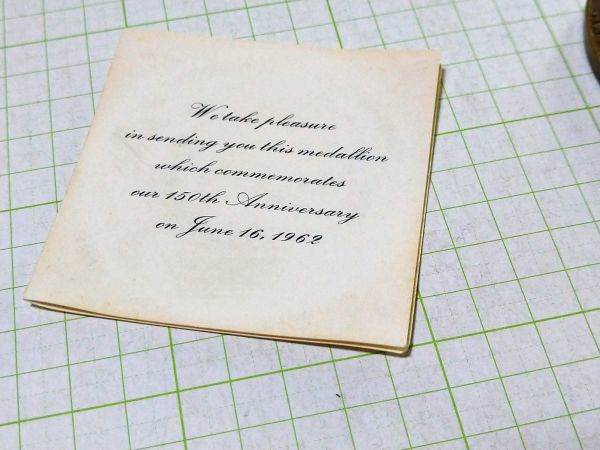 We take pleasure
in sending you this medallion
which commemorates
our 150th Anniversary
on June 16, 1962